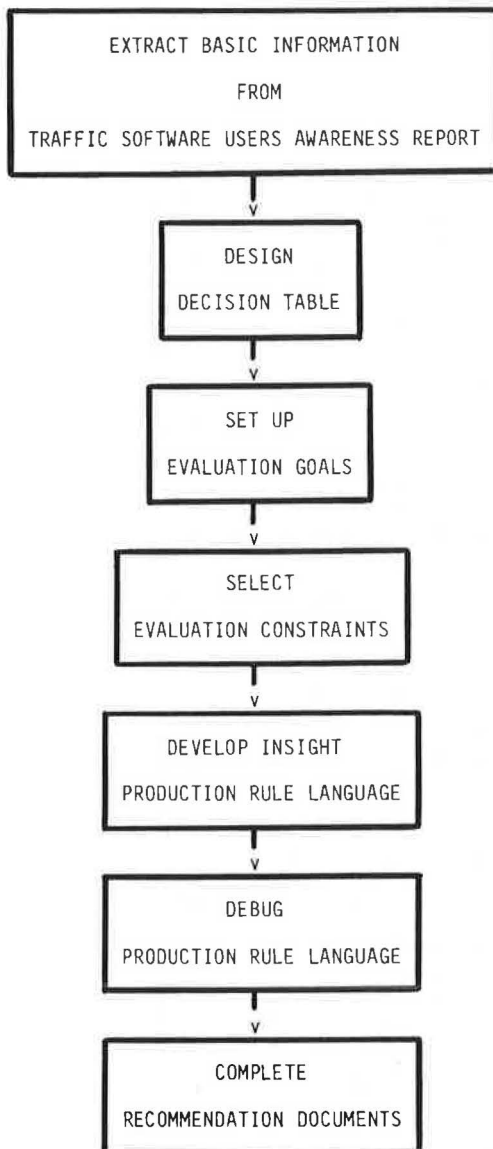 EXTRACT BASIC INFORMATION
FROM
TRAFFIC SOFTWARE USERS AWARENESS REPORT
DESIGN
DECISION TABLE
SET UP
EVALUATION GOALS
SELECT
EVALUATION CONSTRAINTS
DEVELOP INSIGHT
PRODUCTION RULE LANGUAGE
DEBUG
PRODUCTION RULE LANGUAGE
COMPLETE
RECOMMENDATION DOCUMENTS